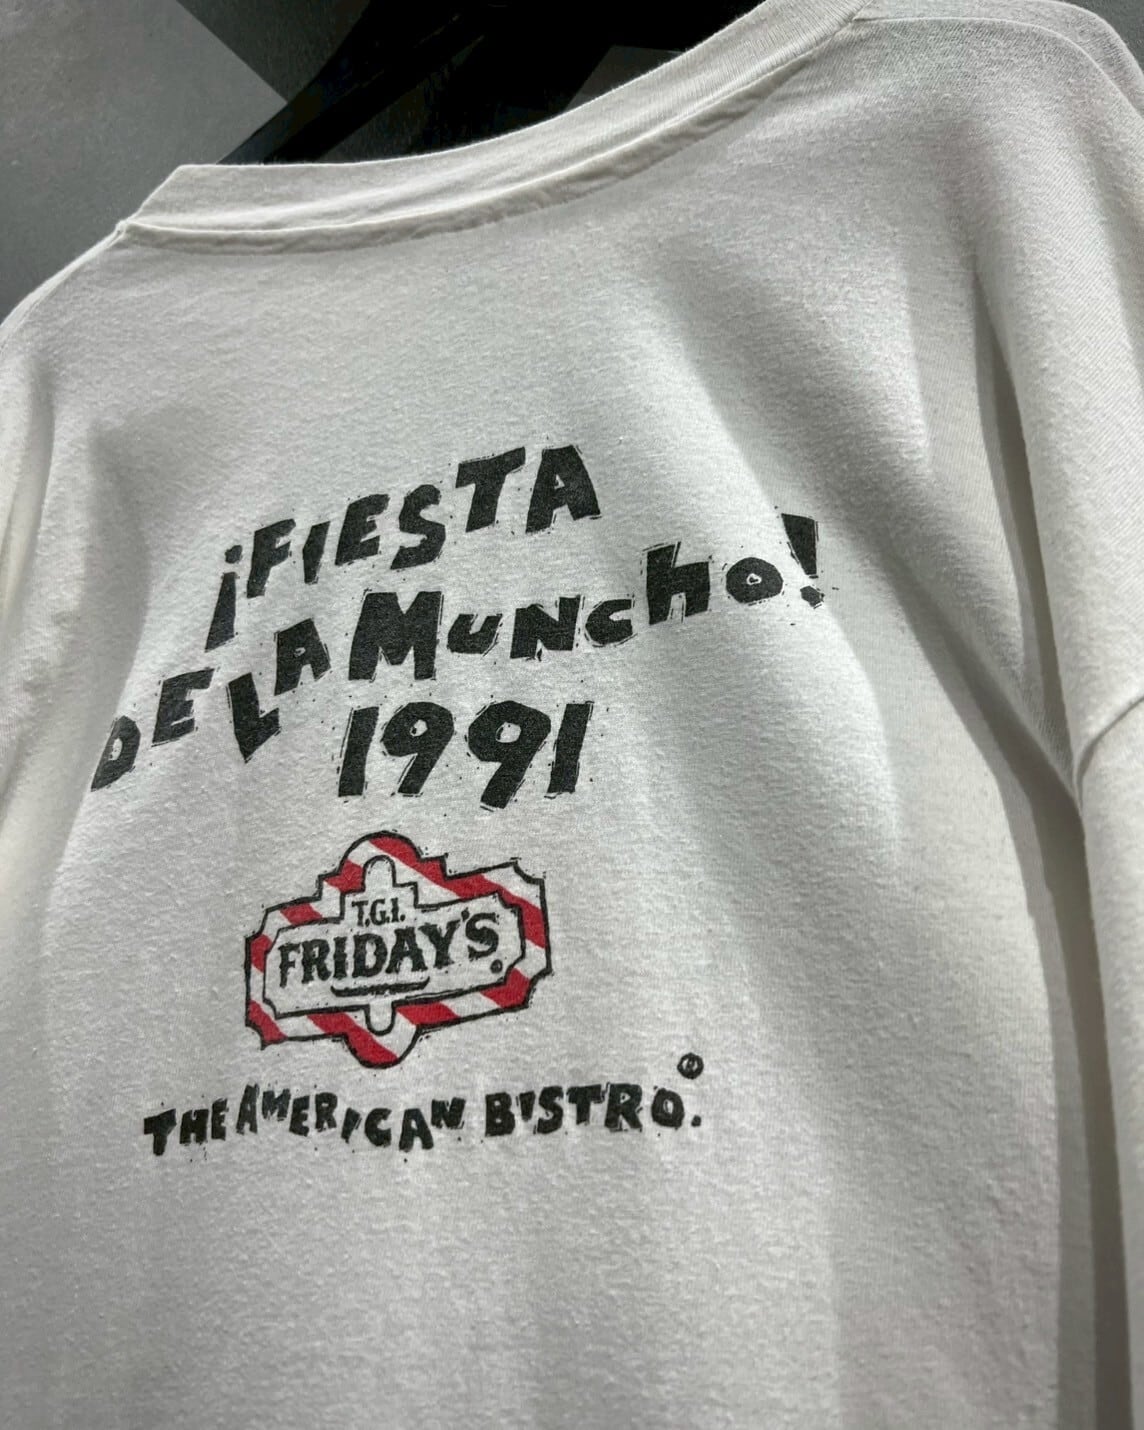 ¡FIESTA
DE LA MUNCHO!
1991
T.G.I.
FRIDAY'S®
THE AMERICAN BISTRO.®